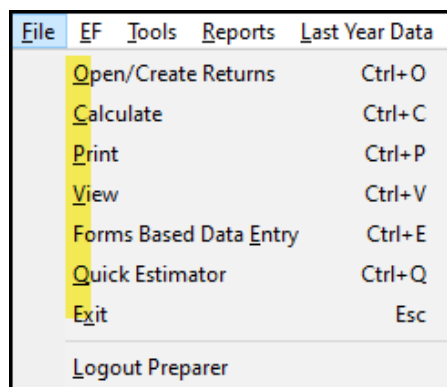 File EF Tools Reports Last Year Data
Open/Create Returns Ctrl+O
Calculate Ctrl+C
Print Ctrl+P
View Ctrl+V
Forms Based Data Entry Ctrl+E
Quick Estimator Ctrl+Q
Exit Esc
Logout Preparer